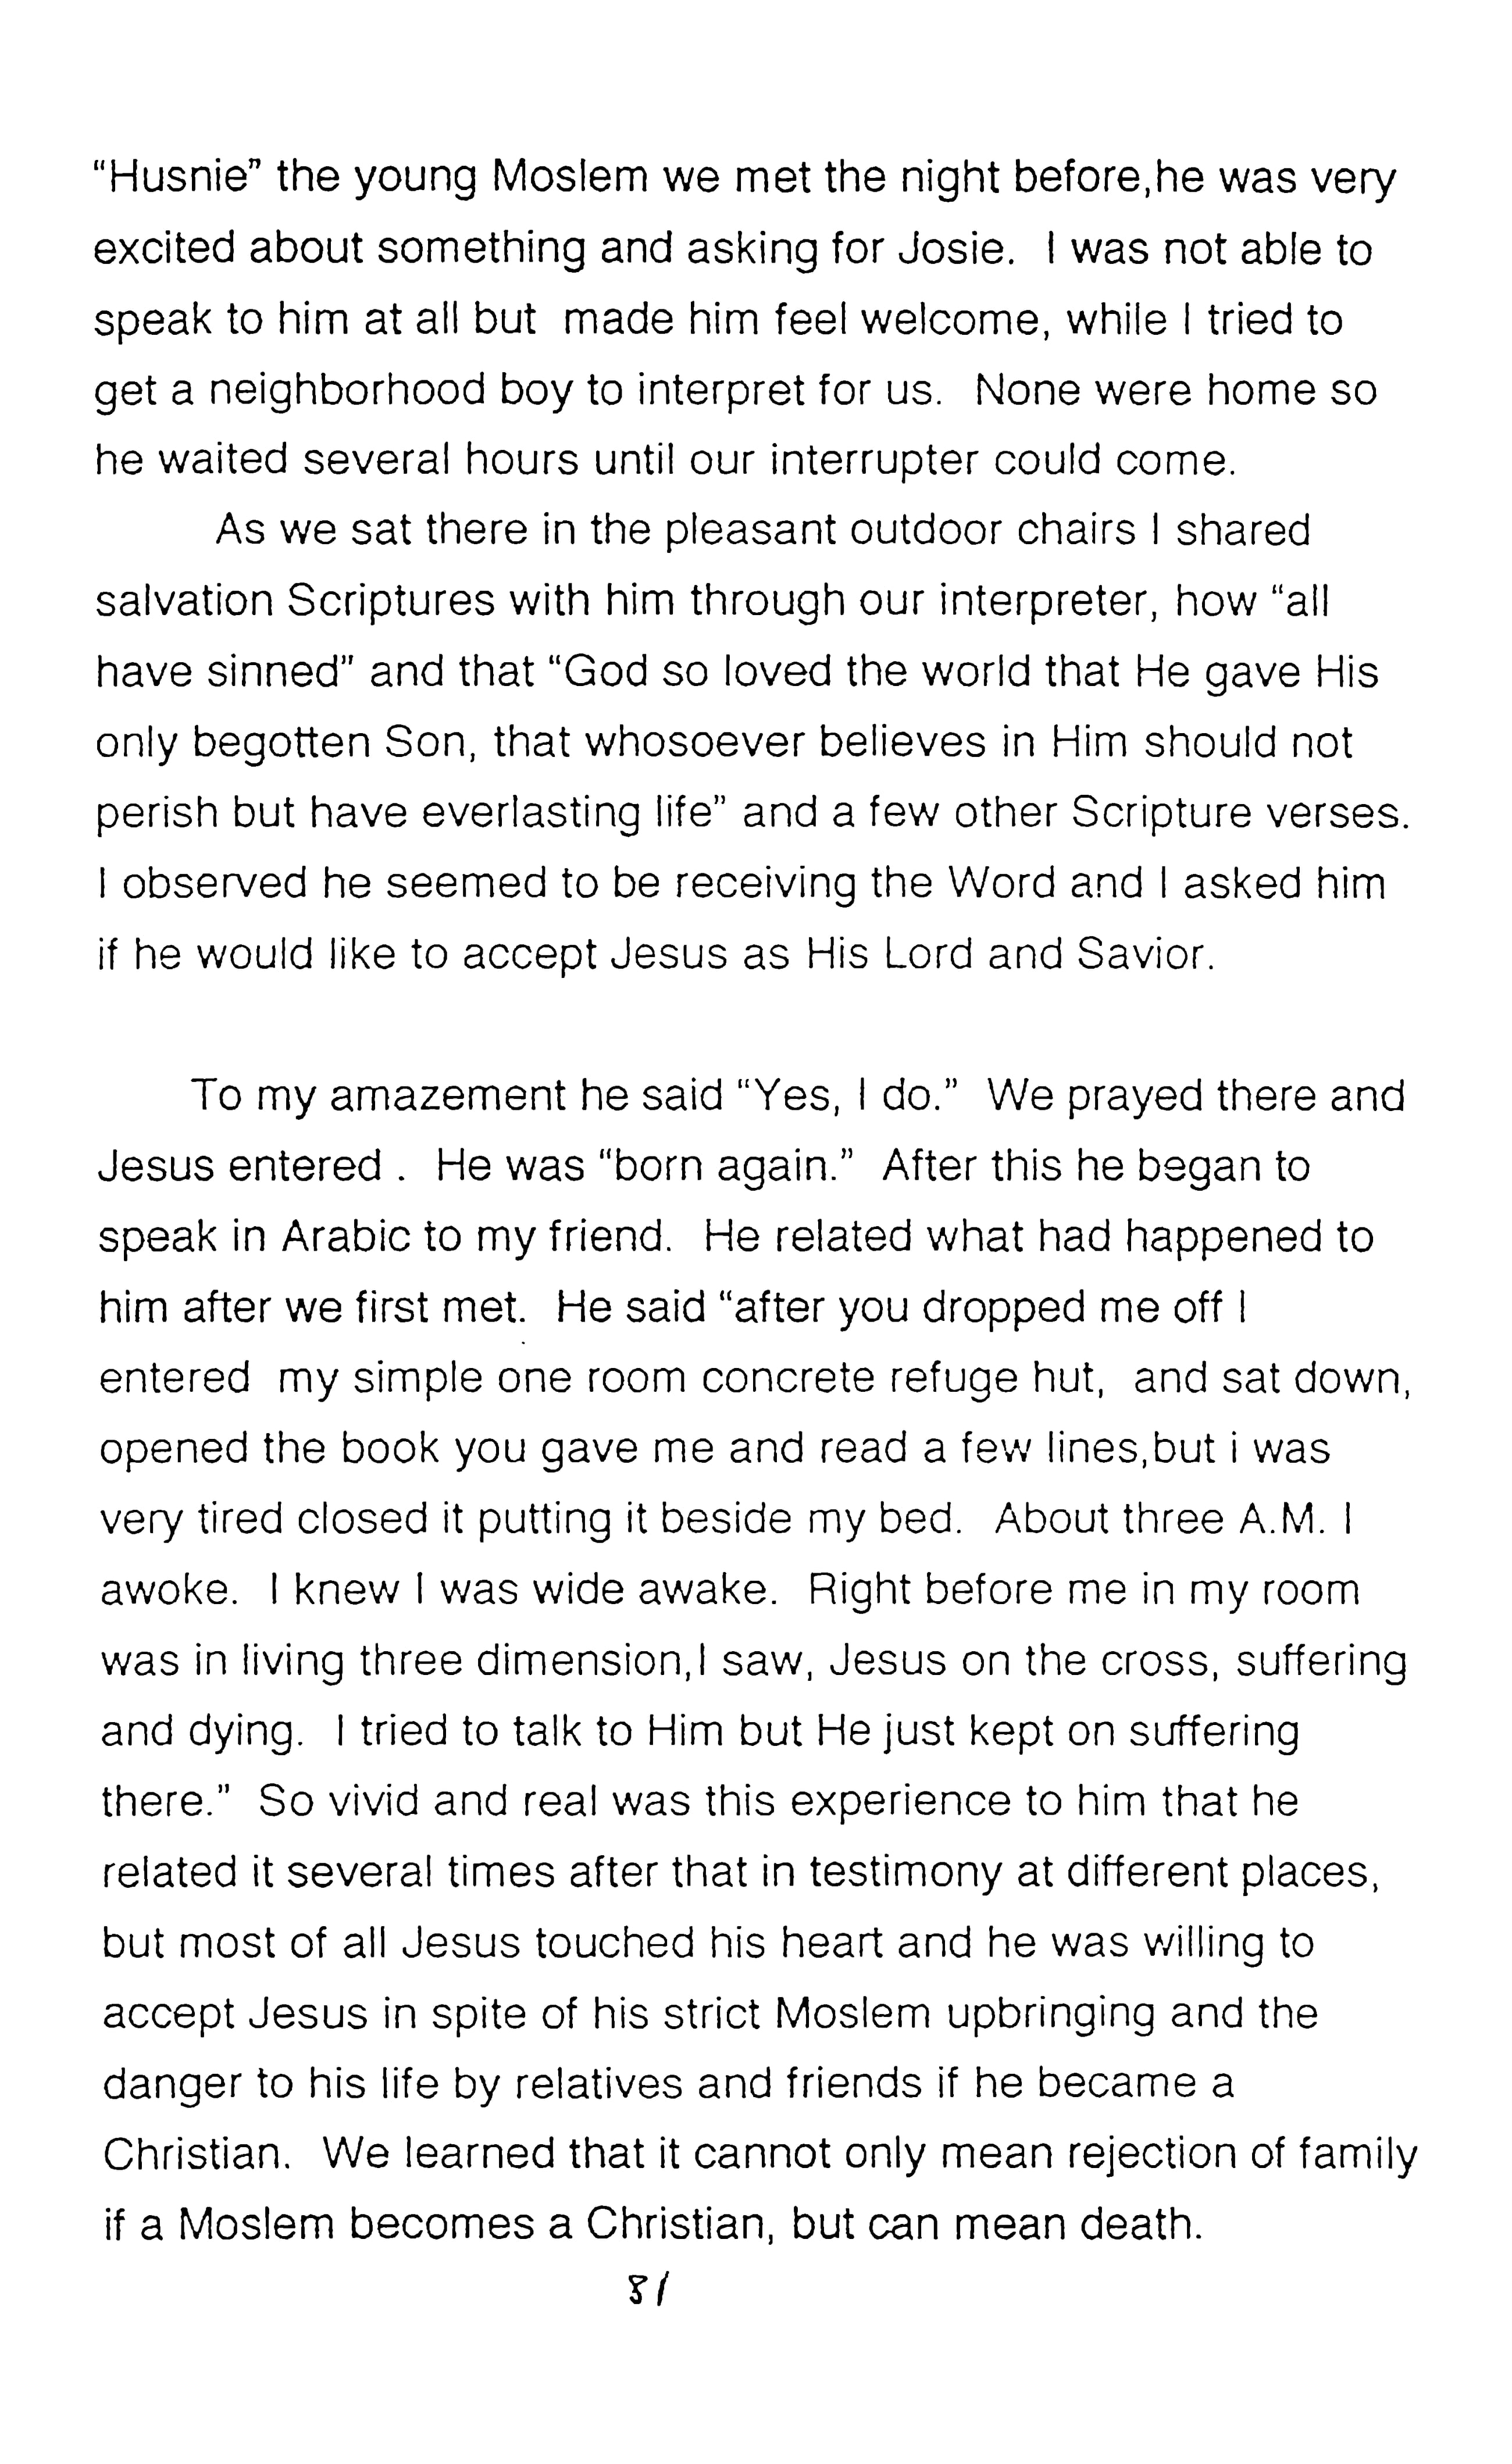 “Husnie” the young Moslem we met the night before,he was very
excited about something and asking for Josie.  I was not able to
speak to him at all but  made him feel welcome, while I tried to
get a neighborhood boy to interpret for us.  None were home so
he waited several hours until our interrupter could come.
As we sat there in the pleasant outdoor chairs I shared
salvation Scriptures with him through our interpreter, how “all
have sinned” and that “God so loved the world that He gave His
only begotten Son, that whosoever believes in Him should not
perish but have everlasting life” and a few other Scripture verses.
I observed he seemed to be receiving the Word and I asked him
if he would like to accept Jesus as His Lord and Savior.
To my amazement he said “Yes, I do.”  We prayed there and
Jesus entered .  He was “born again.”  After this he began to
speak in Arabic to my friend.  He related what had happened to
him after we first met.  He said “after you dropped me off I
entered  my simple one room concrete refuge hut,  and sat down,
opened the book you gave me and read a few lines,but i was
very tired closed it putting it beside my bed.  About three A.M. I
awoke.  I knew I was wide awake.  Right before me in my room
was in living three dimension,I saw, Jesus on the cross, suffering
and dying.  I tried to talk to Him but He just kept on suffering
there.”  So vivid and real was this experience to him that he
related it several times after that in testimony at different places,
but most of all Jesus touched his heart and he was willing to
accept Jesus in spite of his strict Moslem upbringing and the
danger to his life by relatives and friends if he became a
Christian.  We learned that it cannot only mean rejection of family
if a Moslem becomes a Christian, but can mean death.
81